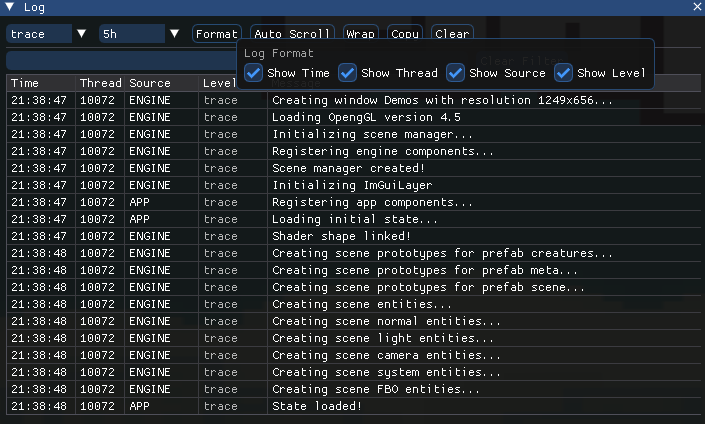 Log
trace 5h Format Auto Scroll Wrap Copy Clear
Log Format
Clear Filter
Show Time Show Thread Show Source Show Level
Time Thread Source Level
21:38:47 10072 ENGINE trace Creating window Demos with resolution 1249x656...
21:38:47 10072 ENGINE trace Loading OpengGL version 4.5
21:38:47 10072 ENGINE trace Initializing scene manager...
21:38:47 10072 ENGINE trace Registering engine components...
21:38:47 10072 ENGINE trace Scene manager created!
21:38:47 10072 ENGINE trace Initializing ImGuiLayer
21:38:47 10072 APP trace Registering app components...
21:38:47 10072 APP trace Loading initial state...
21:38:47 10072 ENGINE trace Shader shape linked!
21:38:48 10072 ENGINE trace Creating scene prototypes for prefab creatures...
21:38:48 10072 ENGINE trace Creating scene prototypes for prefab meta...
21:38:48 10072 ENGINE trace Creating scene prototypes for prefab scene...
21:38:48 10072 ENGINE trace Creating scene entities...
21:38:48 10072 ENGINE trace Creating scene normal entities...
21:38:48 10072 ENGINE trace Creating scene light entities...
21:38:48 10072 ENGINE trace Creating scene camera entities...
21:38:48 10072 ENGINE trace Creating scene system entities...
21:38:48 10072 ENGINE trace Creating scene FBO entities...
21:38:48 10072 APP trace State loaded!